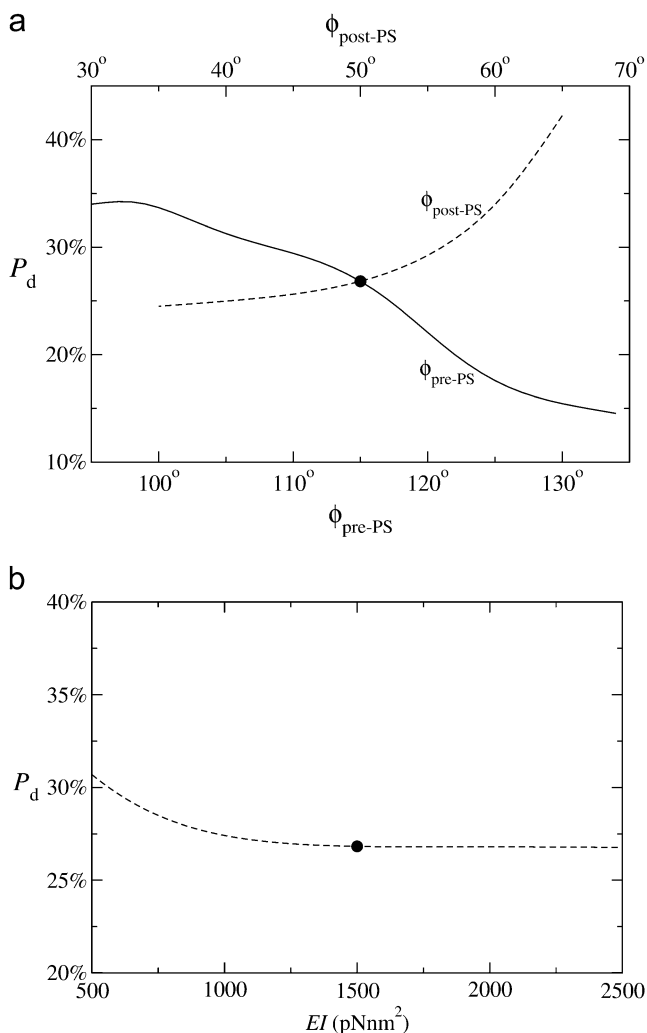 a
ϕpost-PS
30° 40° 50° 60° 70°
40%
30%
20%
10%
Pd
ϕpost-PS
ϕpre-PS
100° 110° 120° 130°
ϕpre-PS
b
40%
35%
30%
25%
20%
Pd
500 1000 1500 2000 2500
EI (pNnm²)